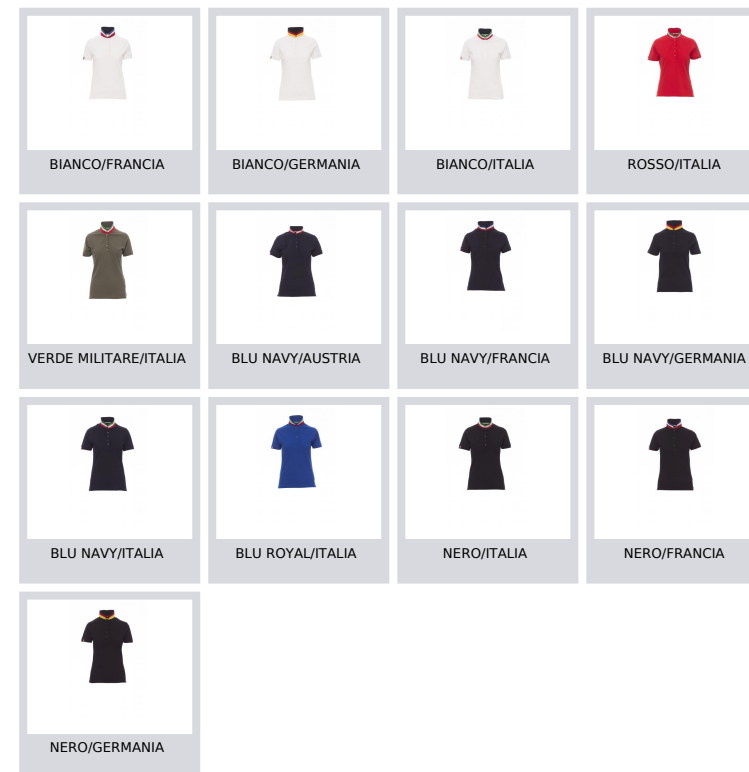 BIANCO/FRANCIA
BIANCO/GERMANIA
BIANCO/ITALIA
ROSSO/ITALIA
VERDE MILITARE/ITALIA
BLU NAVY/AUSTRIA
BLU NAVY/FRANCIA
BLU NAVY/GERMANIA
BLU NAVY/ITALIA
BLU ROYAL/ITALIA
NERO/ITALIA
NERO/FRANCIA
NERO/GERMANIA